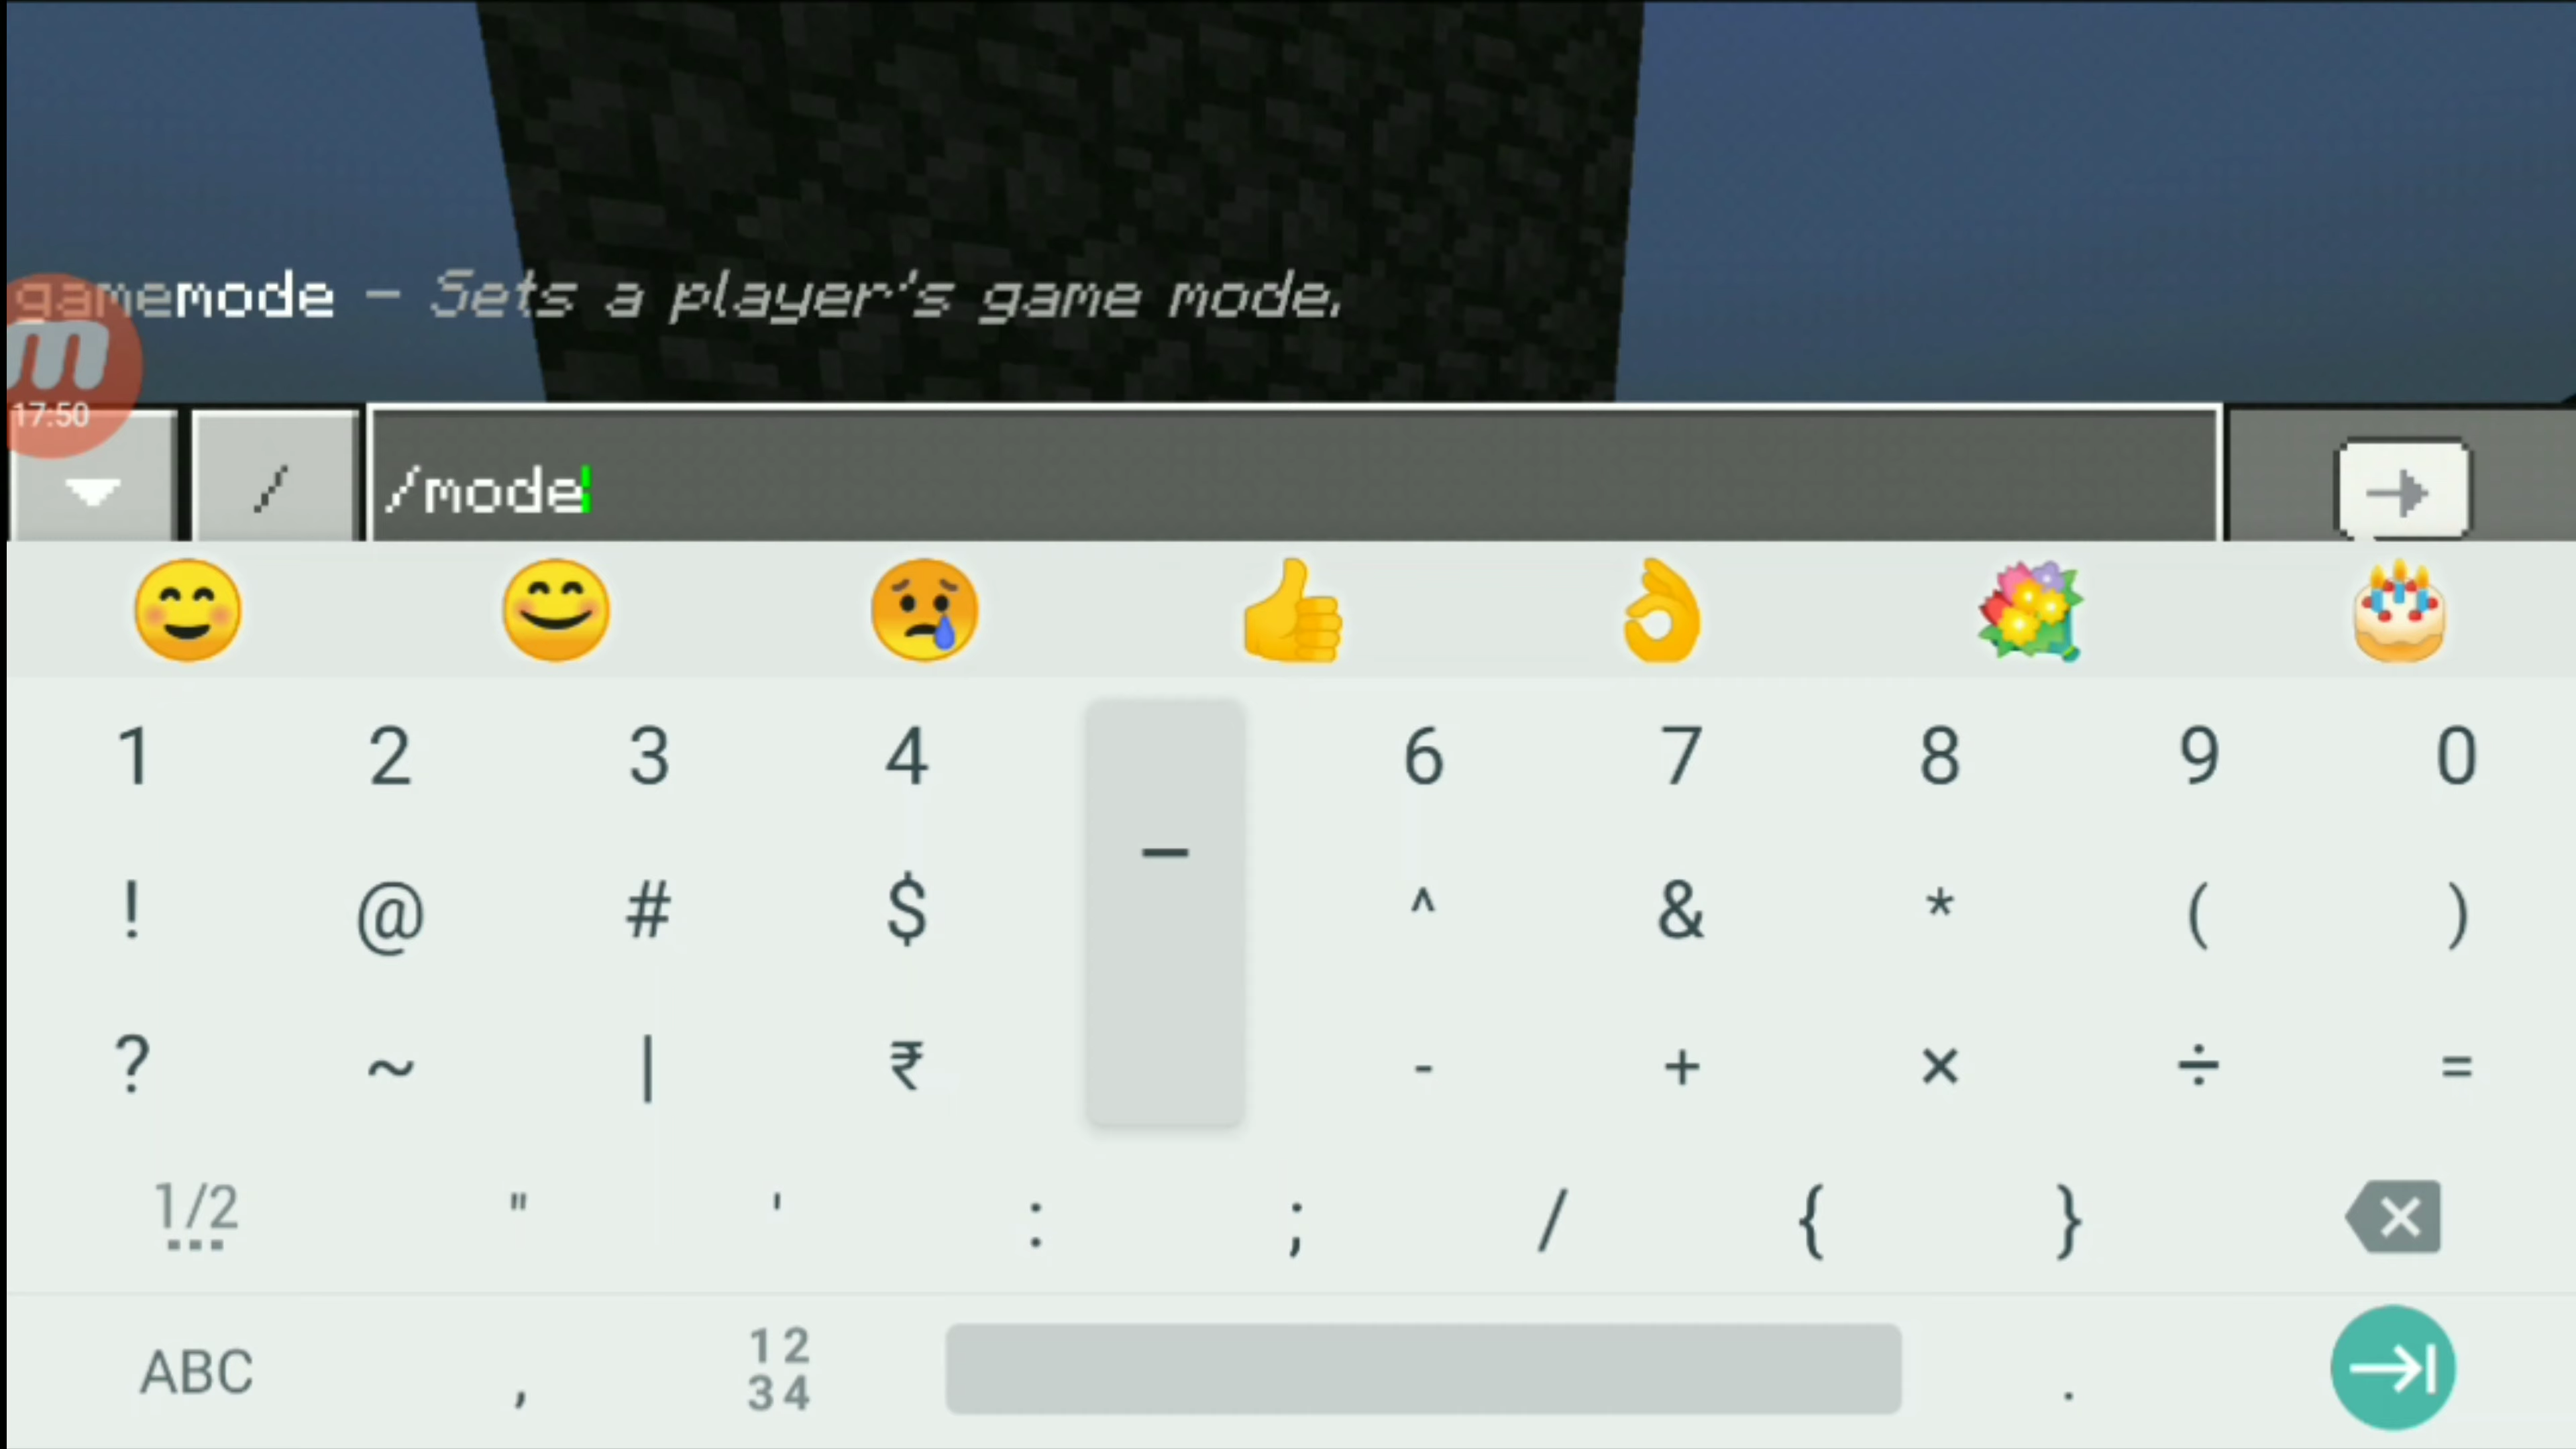 gamemode - Sets a player's game mode.
m
17:50
/ /mode
1 2 3 4 _ 6 7 8 9 0
! @ # $ ^ & * ( )
? ~ | ₹ - + × ÷ =
1/2 " ' : ; / { }
ABC , 12 34 .